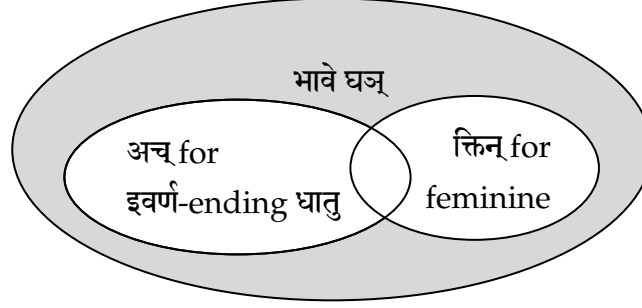 भावे घञ्
अच् for
इवर्ण-ending धातु
क्तिन् for
feminine